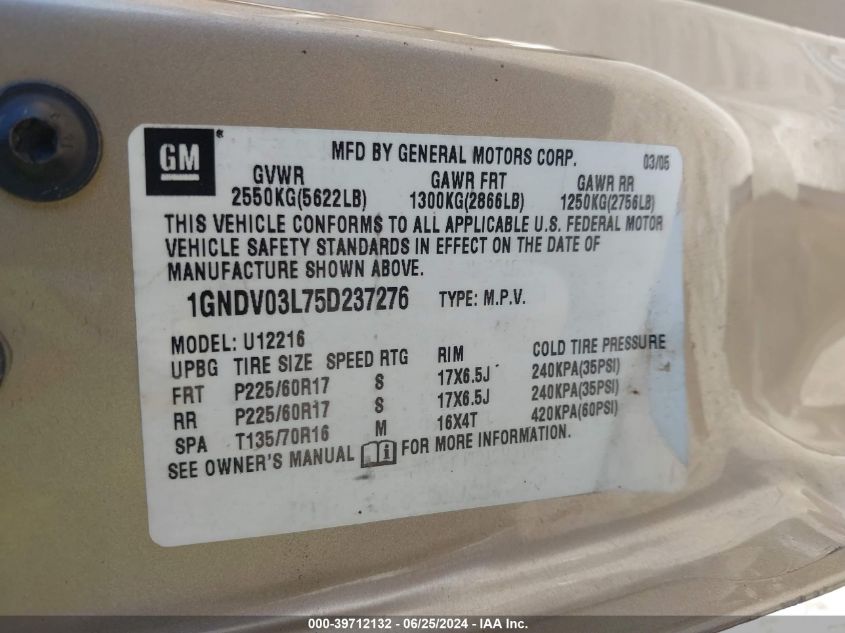 GM ® MFD BY GENERAL MOTORS CORP. 03/05
GVWR GAWR FRT GAWR RR
2550KG(5622LB) 1300KG(2866LB) 1250KG(2756LB)
THIS VEHICLE CONFORMS TO ALL APPLICABLE U.S. FEDERAL MOTOR
VEHICLE SAFETY STANDARDS IN EFFECT ON THE DATE OF
MANUFACTURE SHOWN ABOVE.
1GNDV03L75D237276 TYPE: M.P.V.
MODEL: U12216
UPBG TIRE SIZE SPEED RTG RIM COLD TIRE PRESSURE
FRT P225/60R17 S 17X6.5J 240KPA(35PSI)
RR P225/60R17 S 17X6.5J 240KPA(35PSI)
SPA T135/70R16 M 16X4T 420KPA(60PSI)
SEE OWNER'S MANUAL FOR MORE INFORMATION.
000-39712132 - 06/25/2024 - IAA Inc.